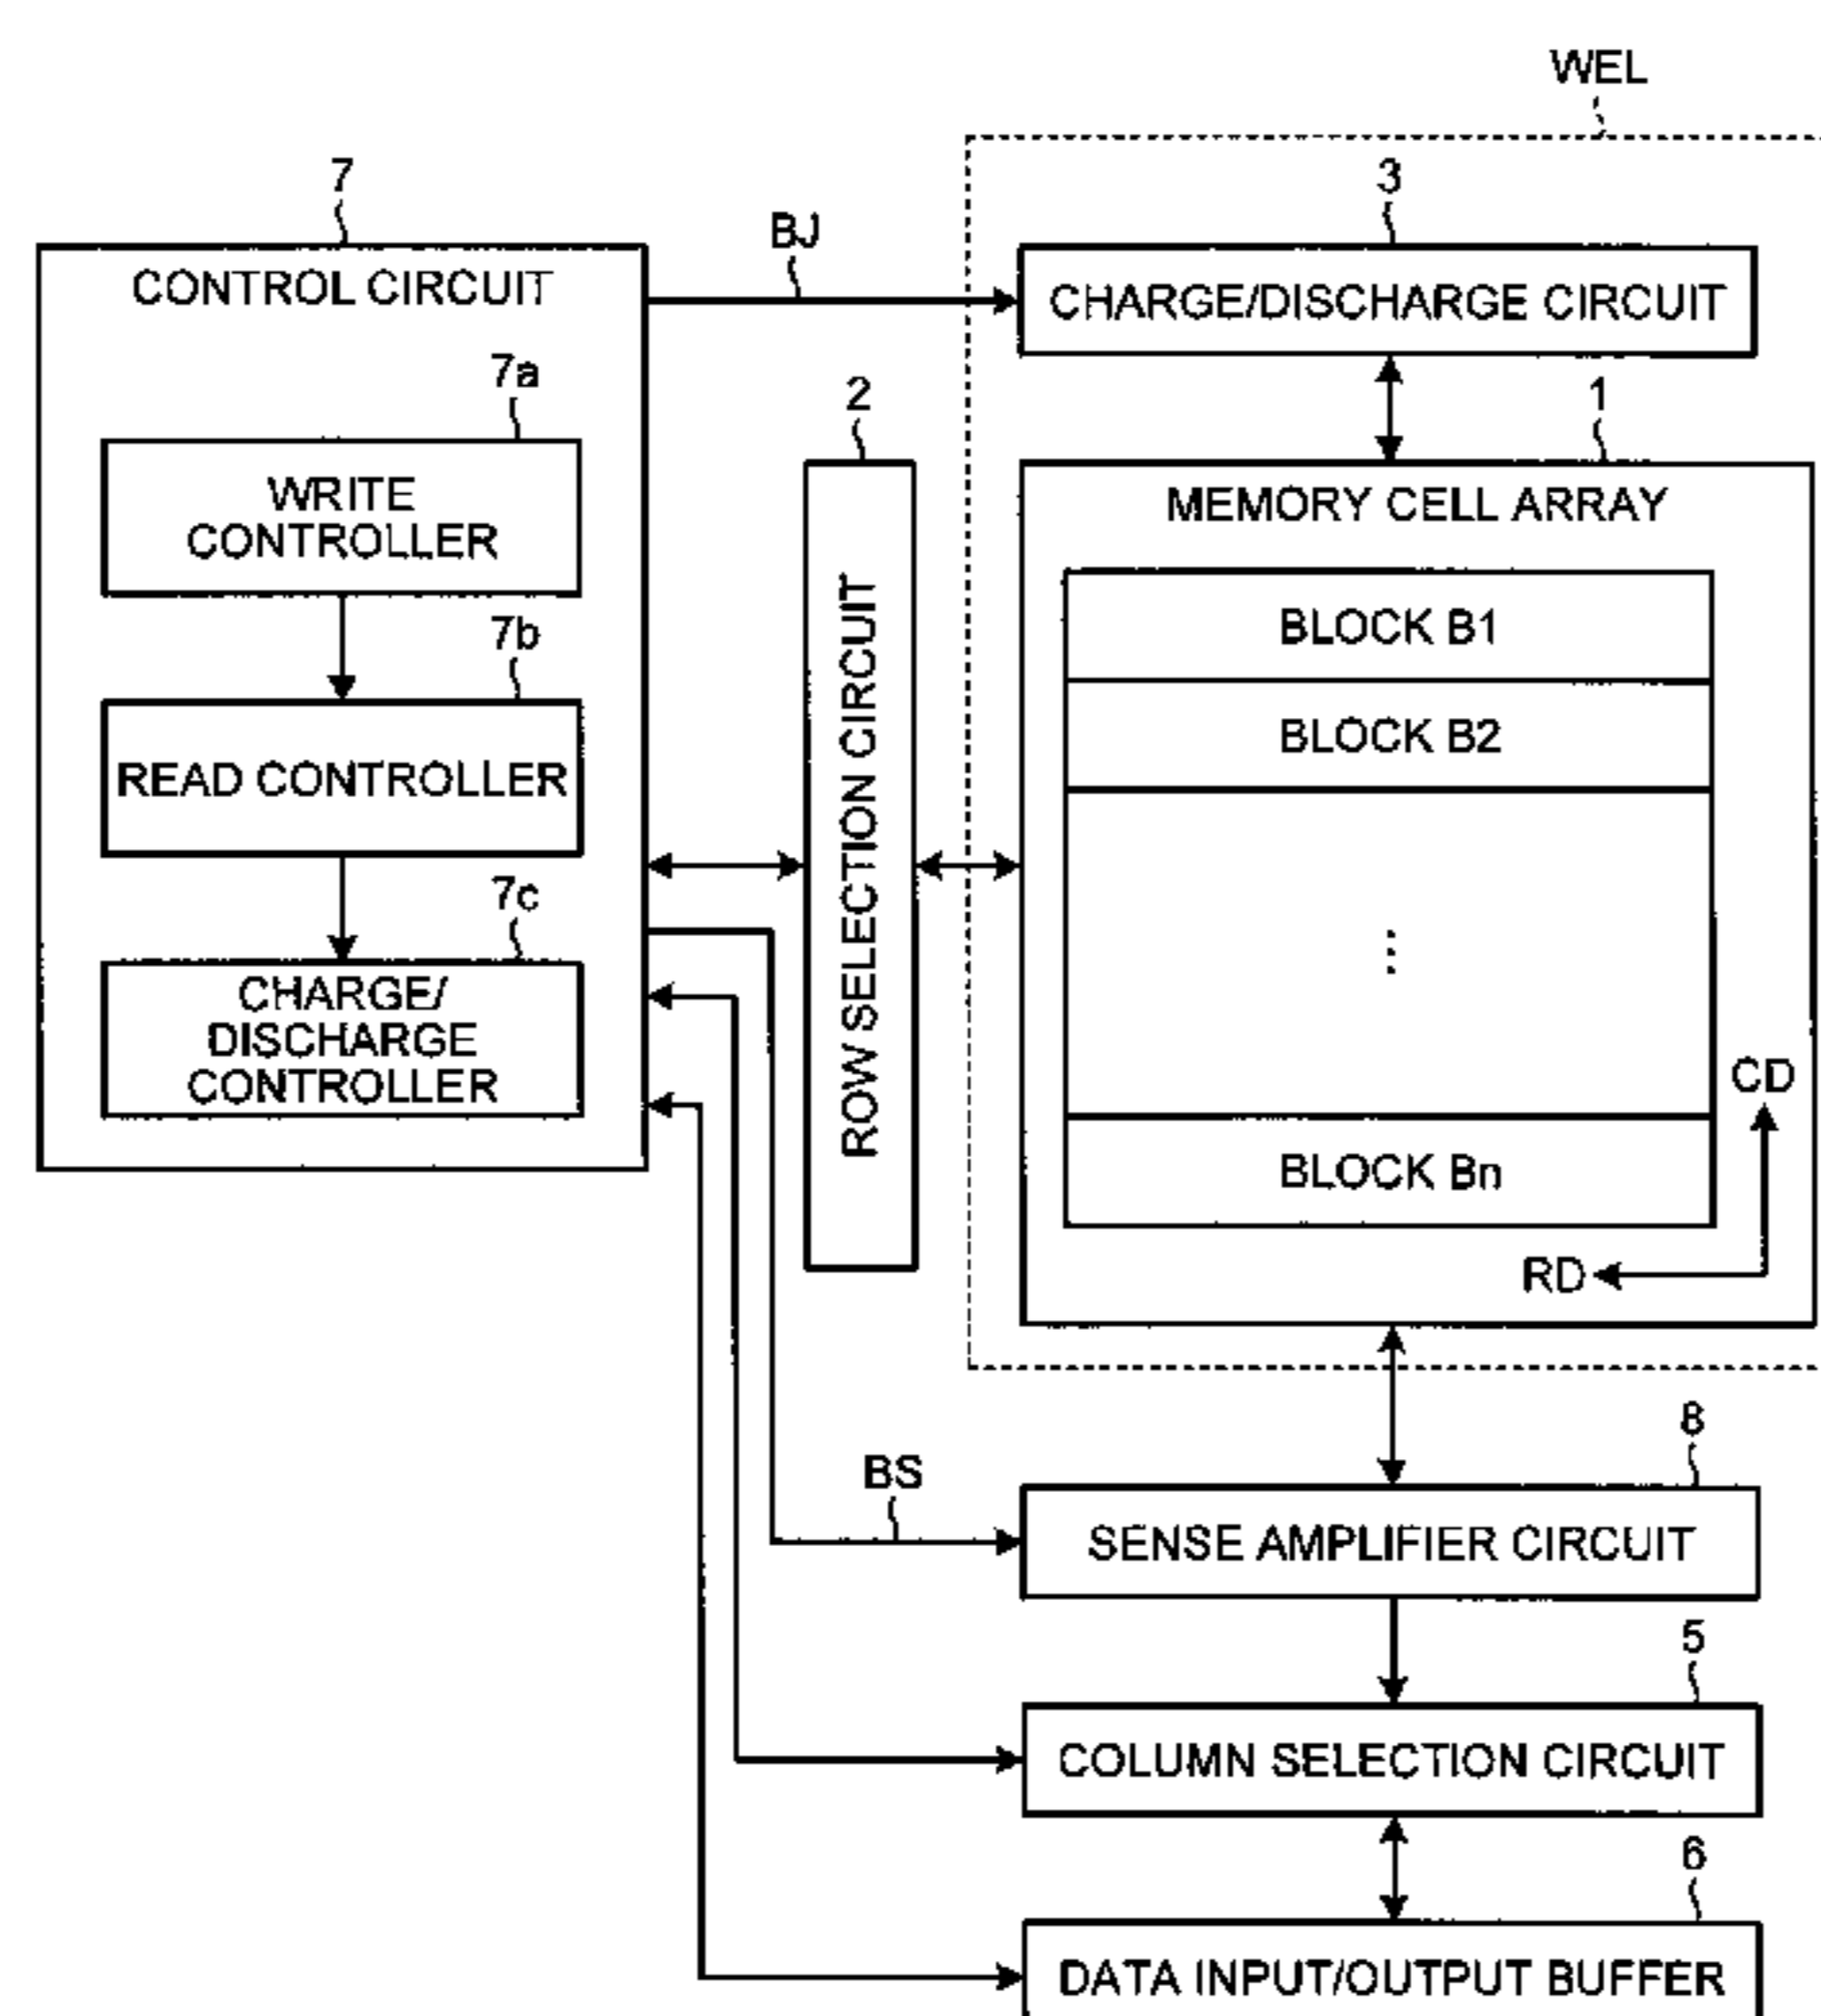 WEL
7
3
BJ
CONTROL CIRCUIT
CHARGE/DISCHARGE CIRCUIT
7a
2
1
WRITE
CONTROLLER
MEMORY CELL ARRAY
7b
BLOCK B1
READ CONTROLLER
BLOCK B2
ROW SELECTION CIRCUIT
7c
⋮
CHARGE/
DISCHARGE
CONTROLLER
CD
BLOCK Bn
RD
8
BS
SENSE AMPLIFIER CIRCUIT
5
COLUMN SELECTION CIRCUIT
6
DATA INPUT/OUTPUT BUFFER